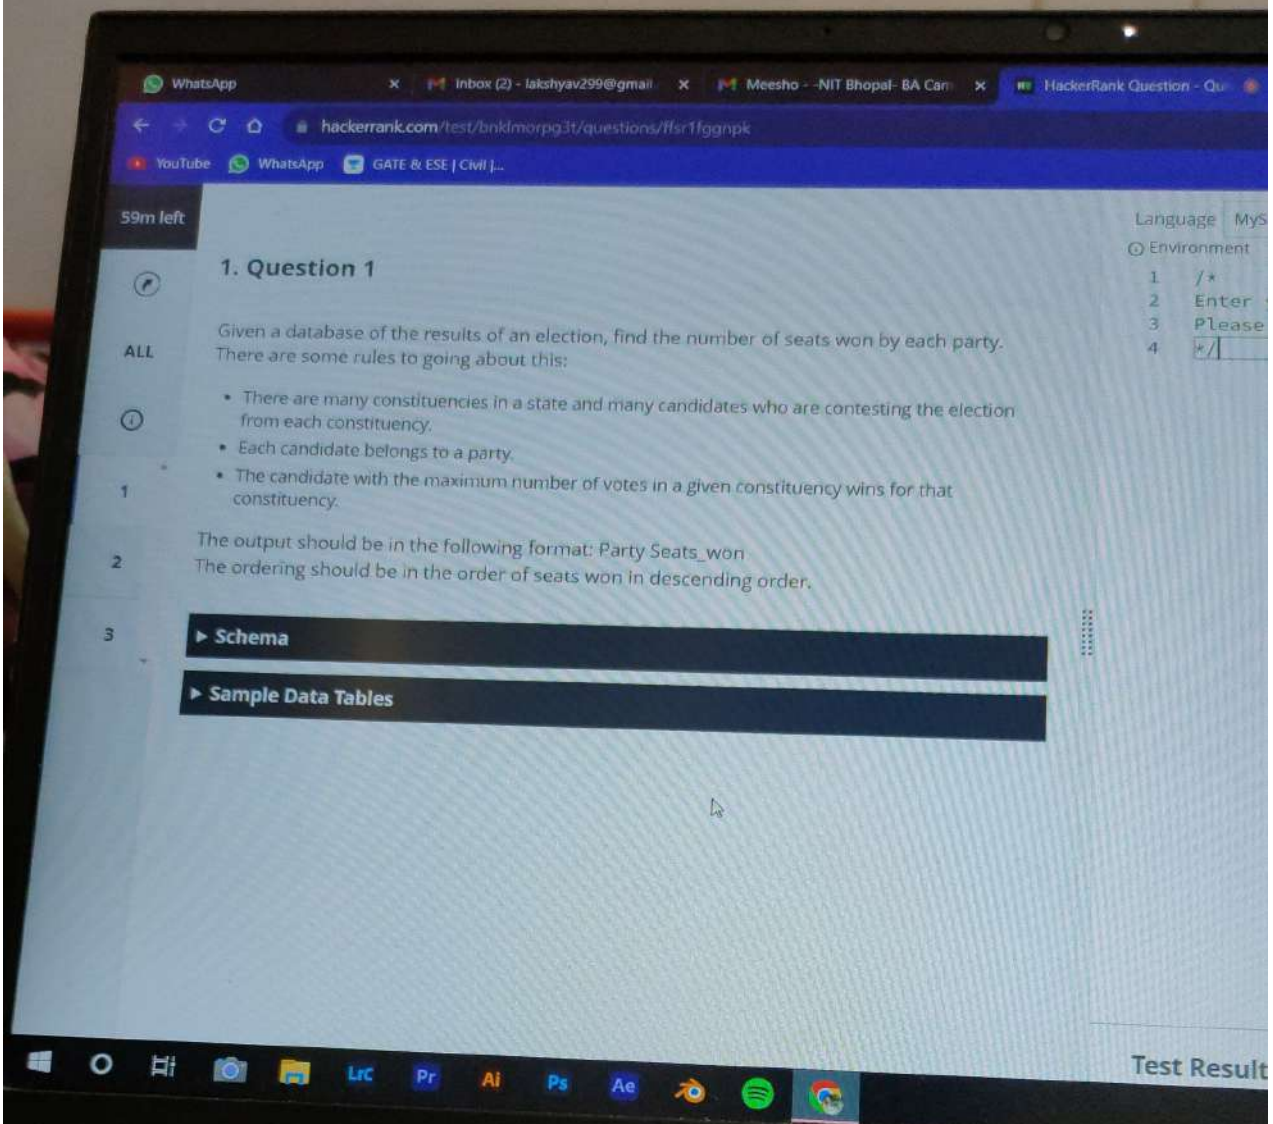 WhatsApp
Inbox (2) - lakshyav299@gmail.
Meesho - -NIT Bhopal- BA Cam
HackerRank Question - Qu
hackerrank.com/test/bnklmorpg3t/questions/ffsr1fggnpk
YouTube
WhatsApp
GATE & ESE | Civil |...
59m left
Language MyS
Environment
1. Question 1
1 /*
2 Enter
3 Please
4 */
ALL
1
2
3
Given a database of the results of an election, find the number of seats won by each party.
There are some rules to going about this:
• There are many constituencies in a state and many candidates who are contesting the election
from each constituency.
• Each candidate belongs to a party.
• The candidate with the maximum number of votes in a given constituency wins for that
constituency.
The output should be in the following format: Party Seats_won
The ordering should be in the order of seats won in descending order.
Schema
Sample Data Tables
Test Result
LrC
Pr
Ai
Ps
Ae